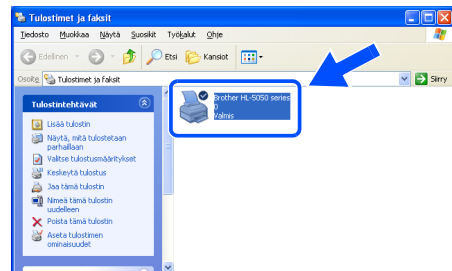 Tulostimet ja faksit
Tiedosto Muokkaa Näytä Suosikit Työkalut Ohje
Edellinen Etsi Kansiot
Osoite Tulostimet ja faksit Siirry
Tulostintehtävät
Lisää tulostin
Näytä, mitä tulostetaan
parhaillaan
Valitse tulostusmääritykset
Keskeytä tulostus
Jaa tämä tulostin
Nimeä tämä tulostin
uudelleen
Poista tämä tulostin
Aseta tulostimen
ominaisuudet
Brother HL-5050 series
0
Valmis